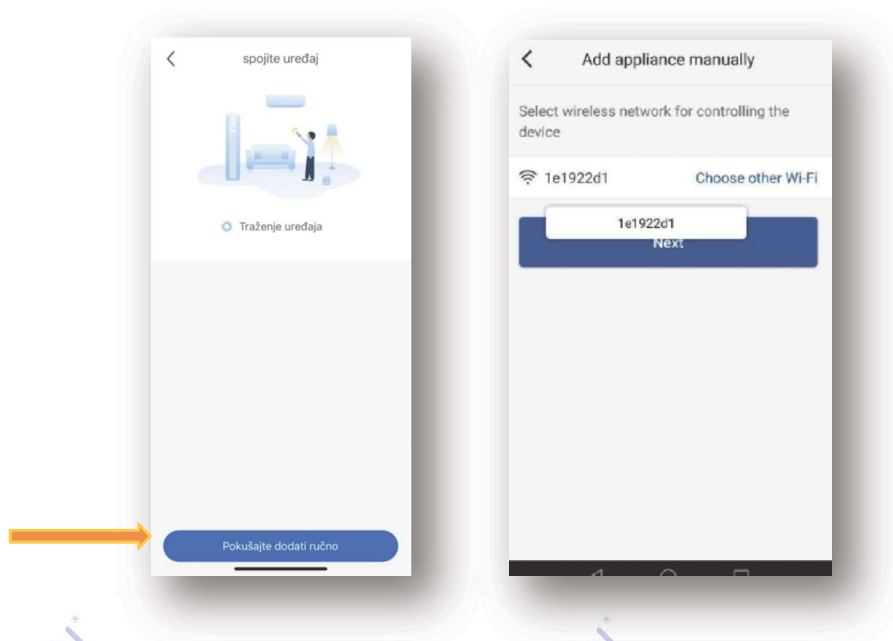 spojite uređaj
Traženje uređaja
Pokušajte dodati ručno
Add appliance manually
Select wireless network for controlling the
device
1e1922d1 Choose other Wi-Fi
1e1922d1
Next